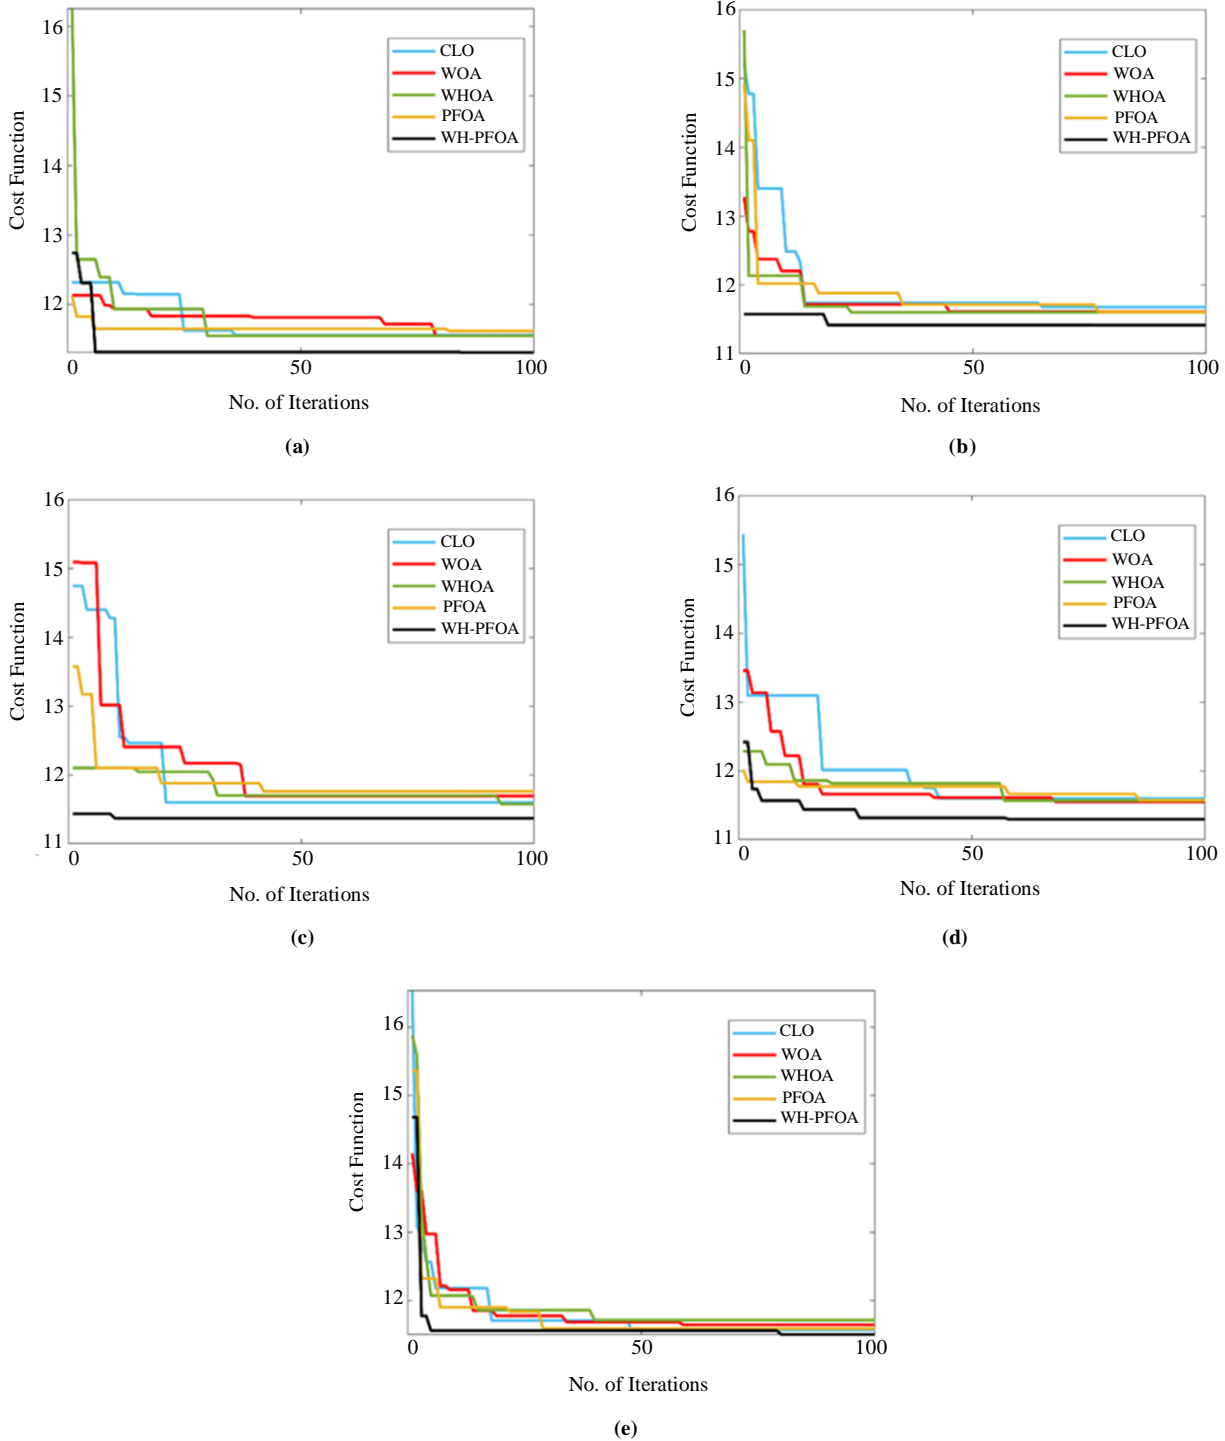 16
15
14
13
12
Cost Function
CLO
WOA
WHOA
PFOA
WH-PFOA
0 50 100
No. of Iterations
(a)
16
15
14
13
12
11
Cost Function
CLO
WOA
WHOA
PFOA
WH-PFOA
0 50 100
No. of Iterations
(b)
16
15
14
13
12
11
Cost Function
CLO
WOA
WHOA
PFOA
WH-PFOA
0 50 100
No. of Iterations
(c)
16
15
14
13
12
11
Cost Function
CLO
WOA
WHOA
PFOA
WH-PFOA
0 50 100
No. of Iterations
(d)
16
15
14
13
12
Cost Function
CLO
WOA
WHOA
PFOA
WH-PFOA
0 50 100
No. of Iterations
(e)